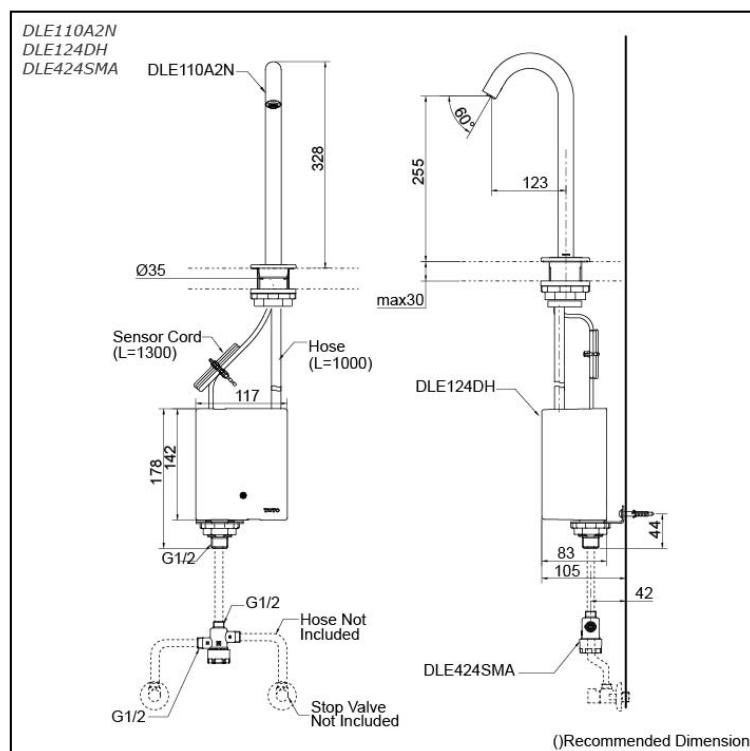 DLE110A2N
DLE124DH
DLE424SMA
DLE110A2N
328
Ø35
Sensor Cord
(L=1300)
Hose
(L=1000)
117
142
178
TOTO
G1/2
G1/2
Hose Not
Included
G1/2
Stop Valve
Not Included
60°
255
123
max30
DLE124DH
44
83
105
42
DLE424SMA
()Recommended Dimension